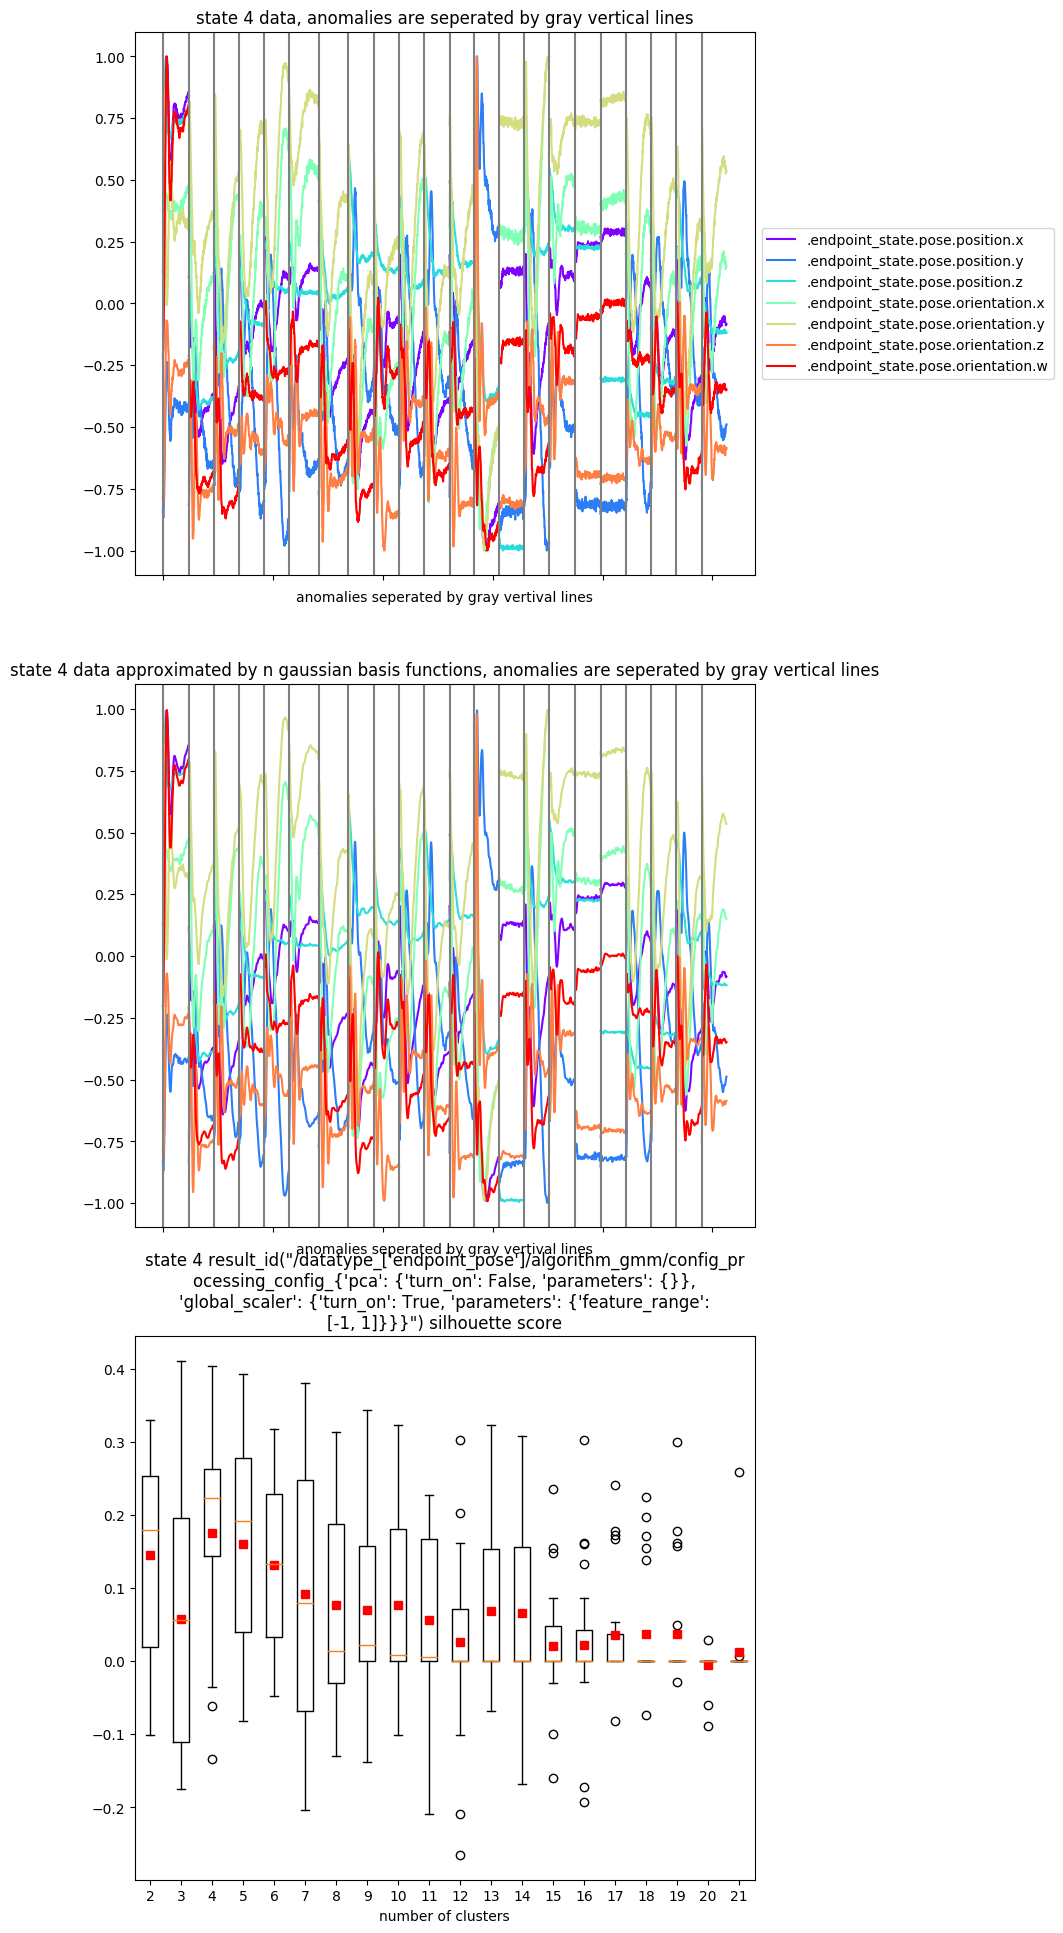 state 4 data, anomalies are seperated by gray vertical lines
1.00
0.75
0.50
0.25
0.00
−0.25
−0.50
−0.75
−1.00
.endpoint_state.pose.position.x
.endpoint_state.pose.position.y
.endpoint_state.pose.position.z
.endpoint_state.pose.orientation.x
.endpoint_state.pose.orientation.y
.endpoint_state.pose.orientation.z
.endpoint_state.pose.orientation.w
anomalies seperated by gray vertival lines
state 4 data approximated by n gaussian basis functions, anomalies are seperated by gray vertical lines
1.00
0.75
0.50
0.25
0.00
−0.25
−0.50
−0.75
−1.00
anomalies seperated by gray vertival lines
state 4 result_id("/datatype_['endpoint_pose']/algorithm_gmm/config_pr
ocessing_config_{'pca': {'turn_on': False, 'parameters': {}},
'global_scaler': {'turn_on': True, 'parameters': {'feature_range':
[-1, 1]}}}") silhouette score
0.4
0.3
0.2
0.1
0.0
−0.1
−0.2
2 3 4 5 6 7 8 9 10 11 12 13 14 15 16 17 18 19 20 21
number of clusters